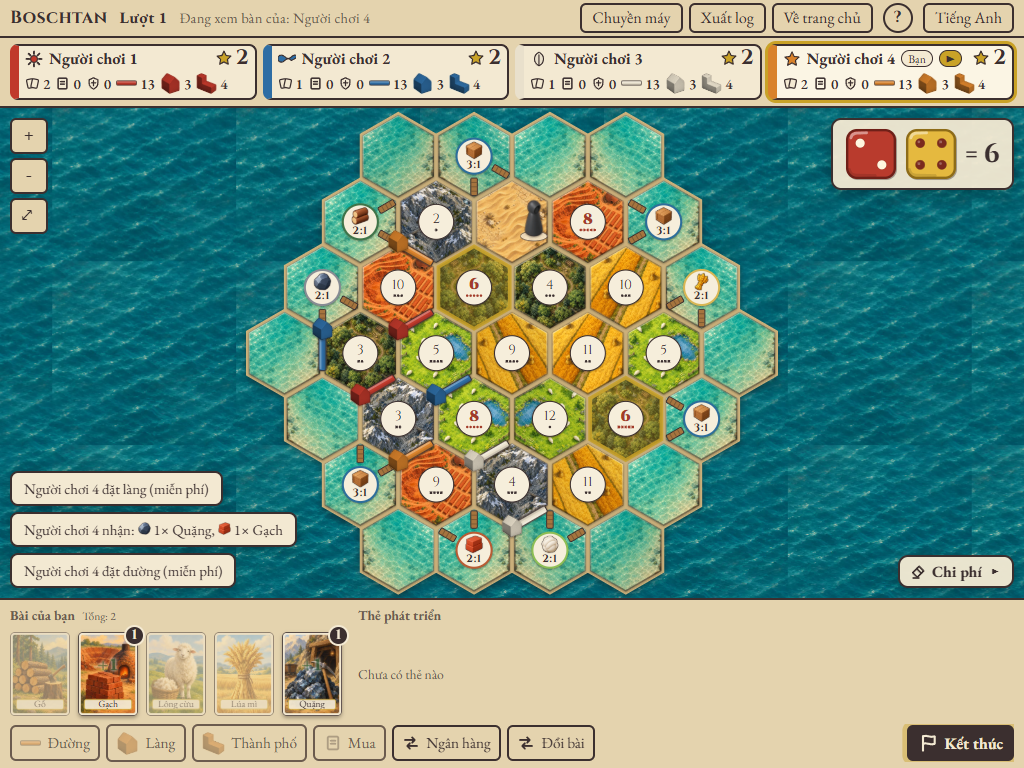 BOSCHTAN Lượt 1 Đang xem bàn của: Người chơi 4
Chuyền máy Xuất log Về trang chủ ? Tiếng Anh
Người chơi 1 2
2 0 0 13 3 4
Người chơi 2 2
1 0 0 13 3 4
Người chơi 3 2
1 0 0 13 3 4
Người chơi 4 Bạn 2
2 0 0 13 3 4
+
-
= 6
3:1
2:1 2 8 3:1
2:1 10 6 4 10 2:1
3 5 9 11 5
3 8 12 6 3:1
3:1 9 4 11
2:1 2:1
Người chơi 4 đặt làng (miễn phí)
Người chơi 4 nhận: 1× Quặng, 1× Gạch
Người chơi 4 đặt đường (miễn phí)
Chi phí
Bài của bạn Tổng: 2
Gỗ Gạch 1 Lông cừu Lúa mì Quặng 1
Thẻ phát triển
Chưa có thẻ nào
Đường Làng Thành phố Mua Ngân hàng Đổi bài Kết thúc